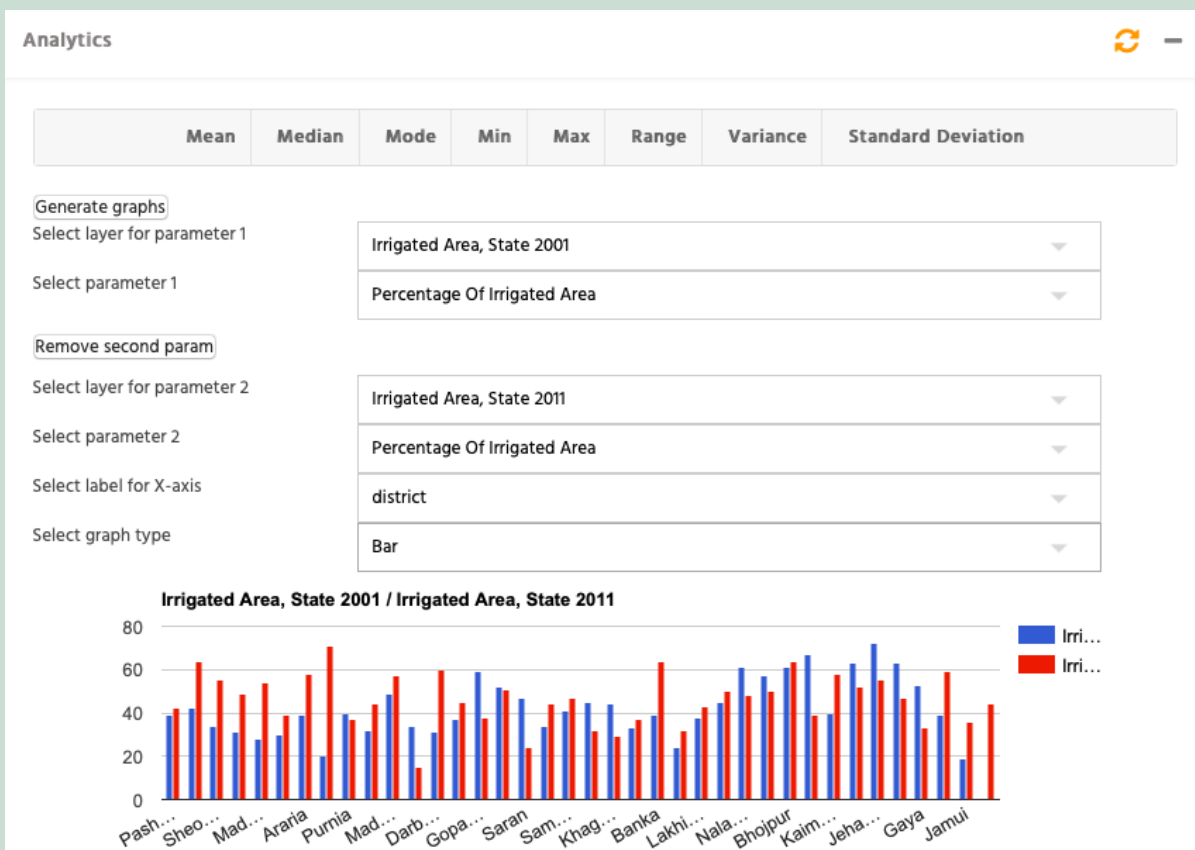 Analytics
Mean Median Mode Min Max Range Variance Standard Deviation
Generate graphs
Select layer for parameter 1 Irrigated Area, State 2001
Select parameter 1 Percentage Of Irrigated Area
Remove second param
Select layer for parameter 2 Irrigated Area, State 2011
Select parameter 2 Percentage Of Irrigated Area
Select label for X-axis district
Select graph type Bar
Irrigated Area, State 2001 / Irrigated Area, State 2011
80
60
40
20
0
Irri...
Irri...
Pash... Sheo... Mad... Araria Purnia Mad... Darb... Gopa... Saran Sam... Khag... Banka Lakhi... Nala... Bhojpur Kaim... Jeha... Gaya Jamui